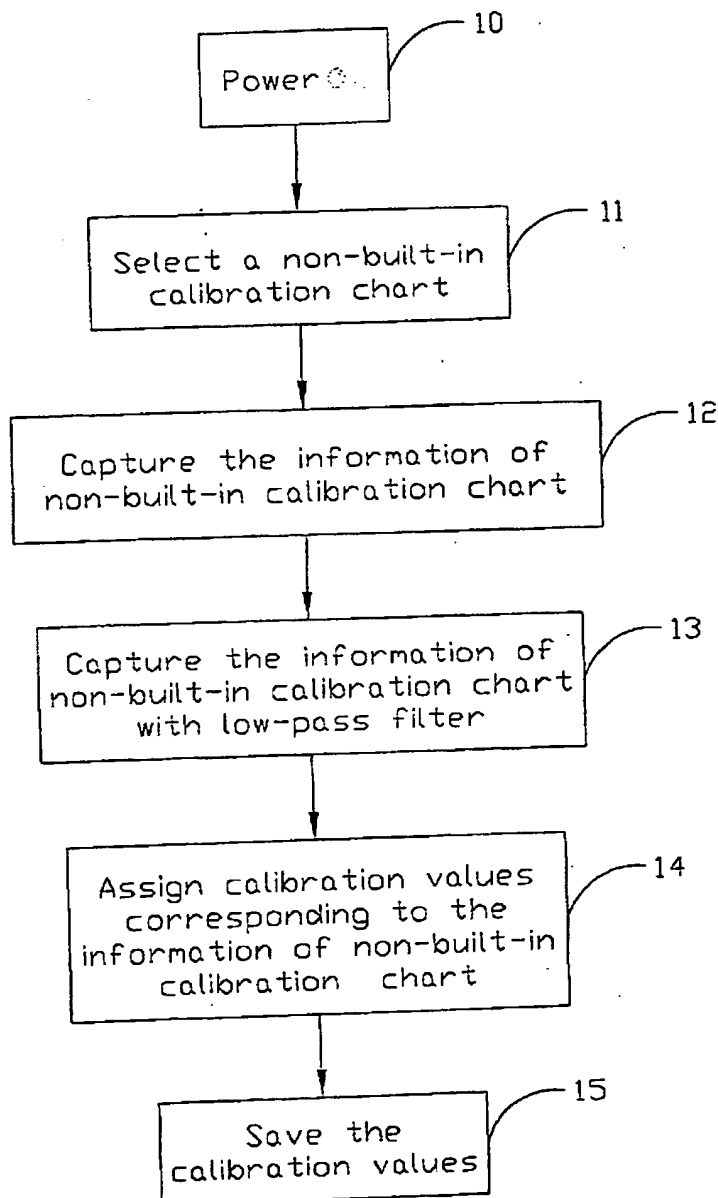 10
Power
11
Select a non-built-in
calibration chart
12
Capture the information of
non-built-in calibration chart
13
Capture the information of
non-built-in calibration chart
with low-pass filter
14
Assign calibration values
corresponding to the
information of non-built-in
calibration chart
15
Save the
calibration values